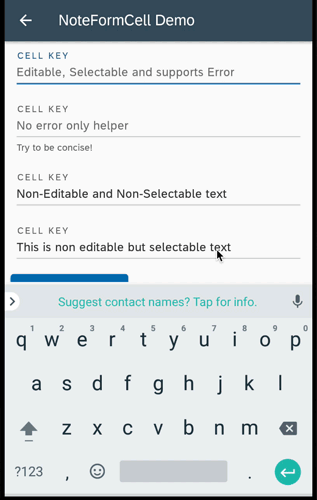 NoteFormCell Demo
CELL KEY
Editable, Selectable and supports Error
CELL KEY
No error only helper
Try to be concise!
CELL KEY
Non-Editable and Non-Selectable text
CELL KEY
This is non editable but selectable text
Suggest contact names? Tap for info.
1 2 3 4 5 6 7 8 9 0
q w e r t y u i o p
a s d f g h j k l
z x c v b n m
?123 , .